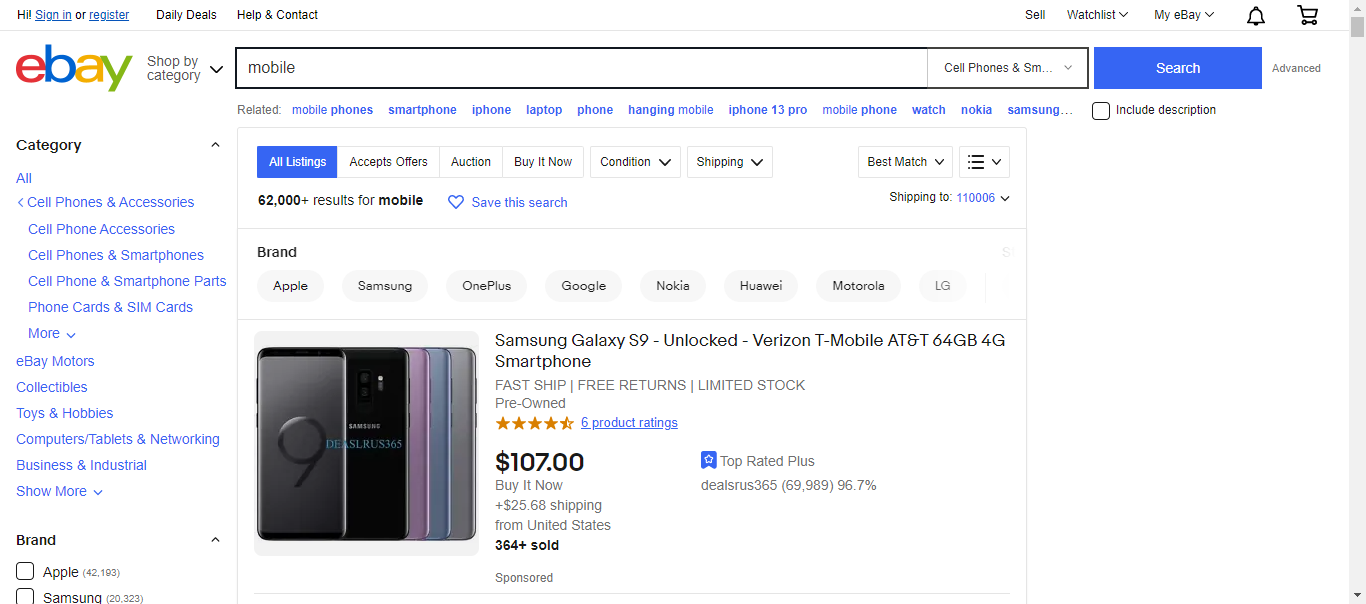 Hi! Sign in or register Daily Deals Help & Contact Sell Watchlist My eBay
ebay
Shop by category
mobile Cell Phones & Sm... Search Advanced
Related: mobile phones smartphone iphone laptop phone hanging mobile iphone 13 pro mobile phone watch nokia samsung... Include description
Category
All
Cell Phones & Accessories
Cell Phone Accessories
Cell Phones & Smartphones
Cell Phone & Smartphone Parts
Phone Cards & SIM Cards
More
eBay Motors
Collectibles
Toys & Hobbies
Computers/Tablets & Networking
Business & Industrial
Show More
Brand
Apple (42,193)
Samsung (20,323)
All Listings Accepts Offers Auction Buy It Now Condition Shipping Best Match
62,000+ results for mobile Save this search Shipping to: 110006
Brand
Apple Samsung OnePlus Google Nokia Huawei Motorola LG
SAMSUNG
9
DEASLRUS365
Samsung Galaxy S9 - Unlocked - Verizon T-Mobile AT&T 64GB 4G
Smartphone
FAST SHIP | FREE RETURNS | LIMITED STOCK
Pre-Owned
6 product ratings
$107.00
Buy It Now
+$25.68 shipping
from United States
364+ sold
Sponsored
Top Rated Plus
dealsrus365 (69,989) 96.7%